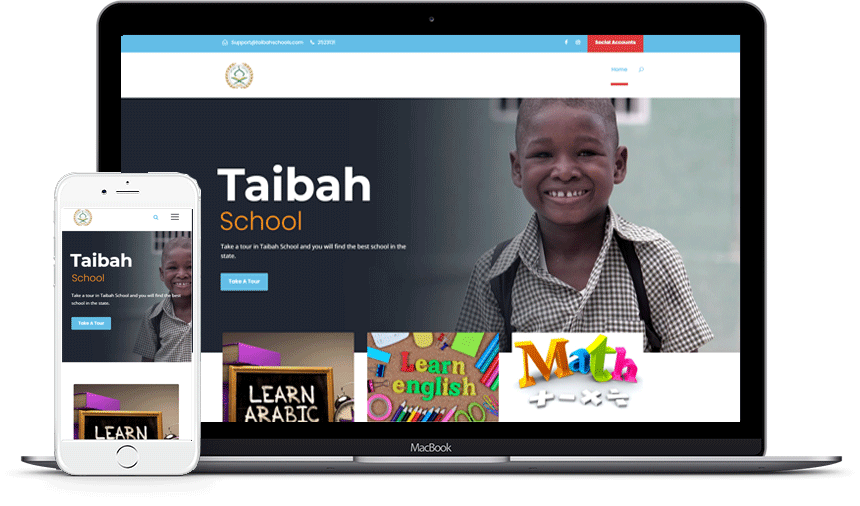 Support@taibahschools.com
Social Accounts
Home
Taibah
School
Take a tour in Taibah School and you will find the best school in the
state.
Take A Tour
LEARN
ARABIC
Learn
english
Math
+-×÷
Taibah
School
Take a tour in Taibah School and you will find the best
school in the state.
Take A Tour
LEARN
MacBook